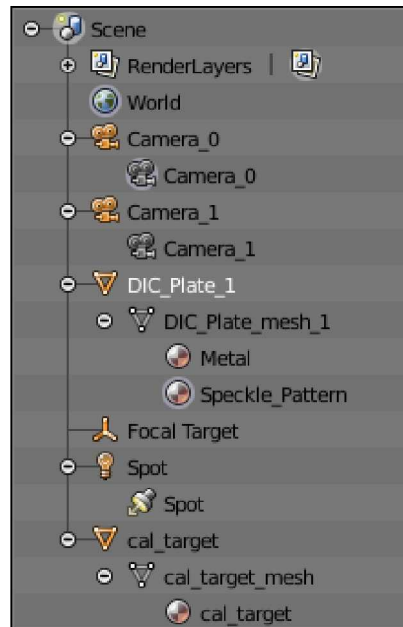 Scene
RenderLayers |
World
Camera_0
Camera_0
Camera_1
Camera_1
DIC_Plate_1
DIC_Plate_mesh_1
Metal
Speckle_Pattern
Focal Target
Spot
Spot
cal_target
cal_target_mesh
cal_target